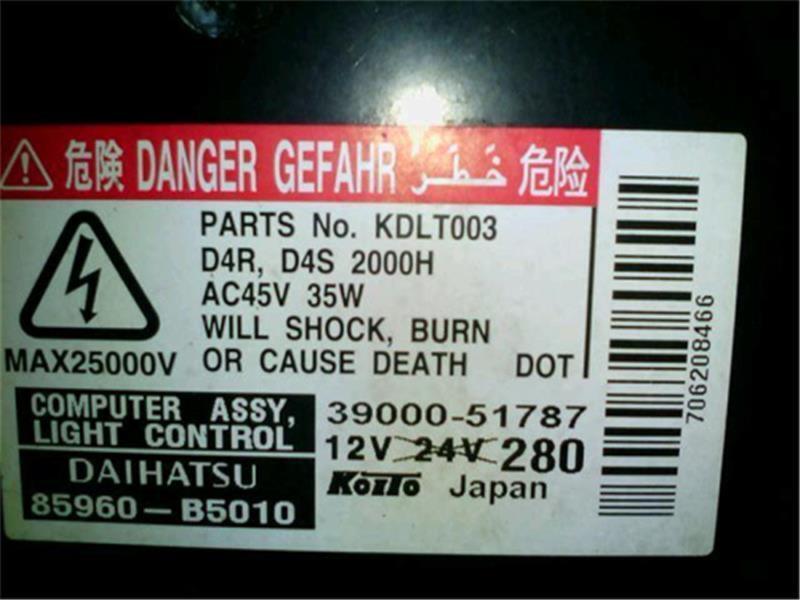 危険 DANGER GEFAHR خَطَر 危险
PARTS No. KDLT003
D4R, D4S 2000H
AC45V 35W
WILL SHOCK, BURN
OR CAUSE DEATH DOT
MAX25000V
COMPUTER ASSY,
LIGHT CONTROL
DAIHATSU
85960-B5010
39000-51787
12V 24V 280
KOITO Japan
706208466